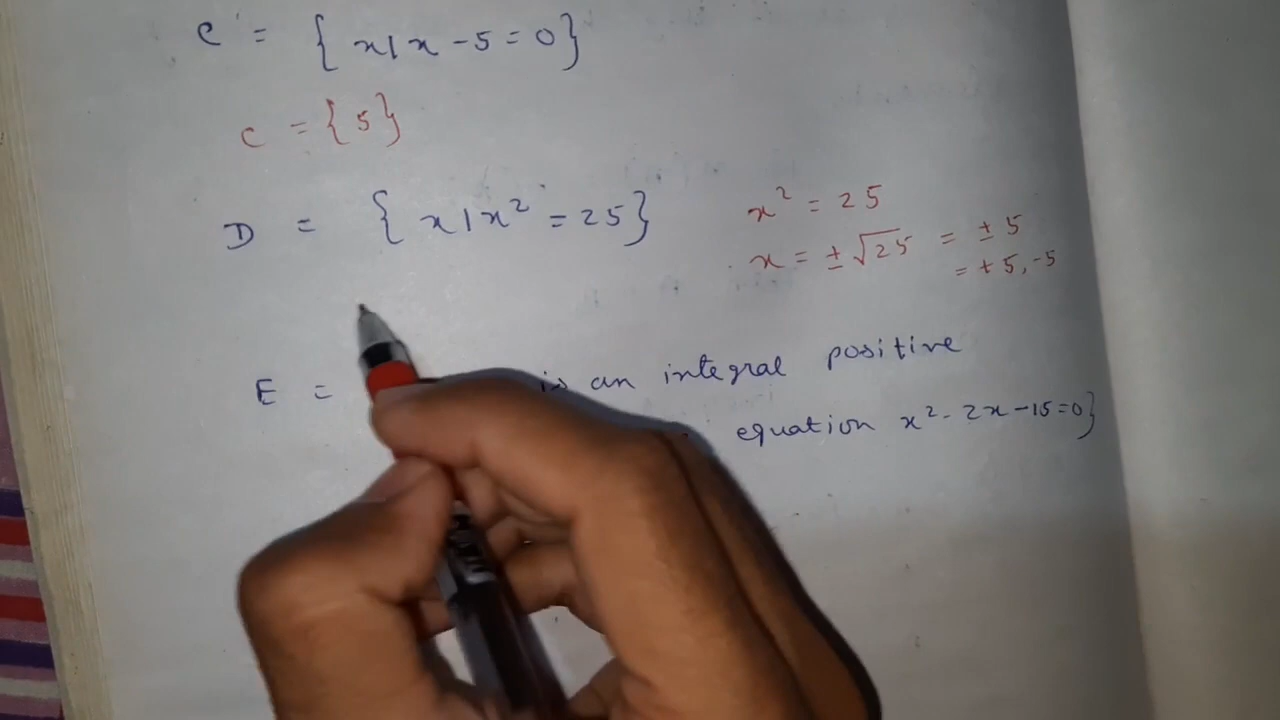 C = { x | x - 5 = 0 }
C = { 5 }
D = { x | x² = 25 }
x² = 25
x = ± √25 = ± 5
= + 5, -5
E = is an integral positive
equation x² - 2x - 15 = 0 }